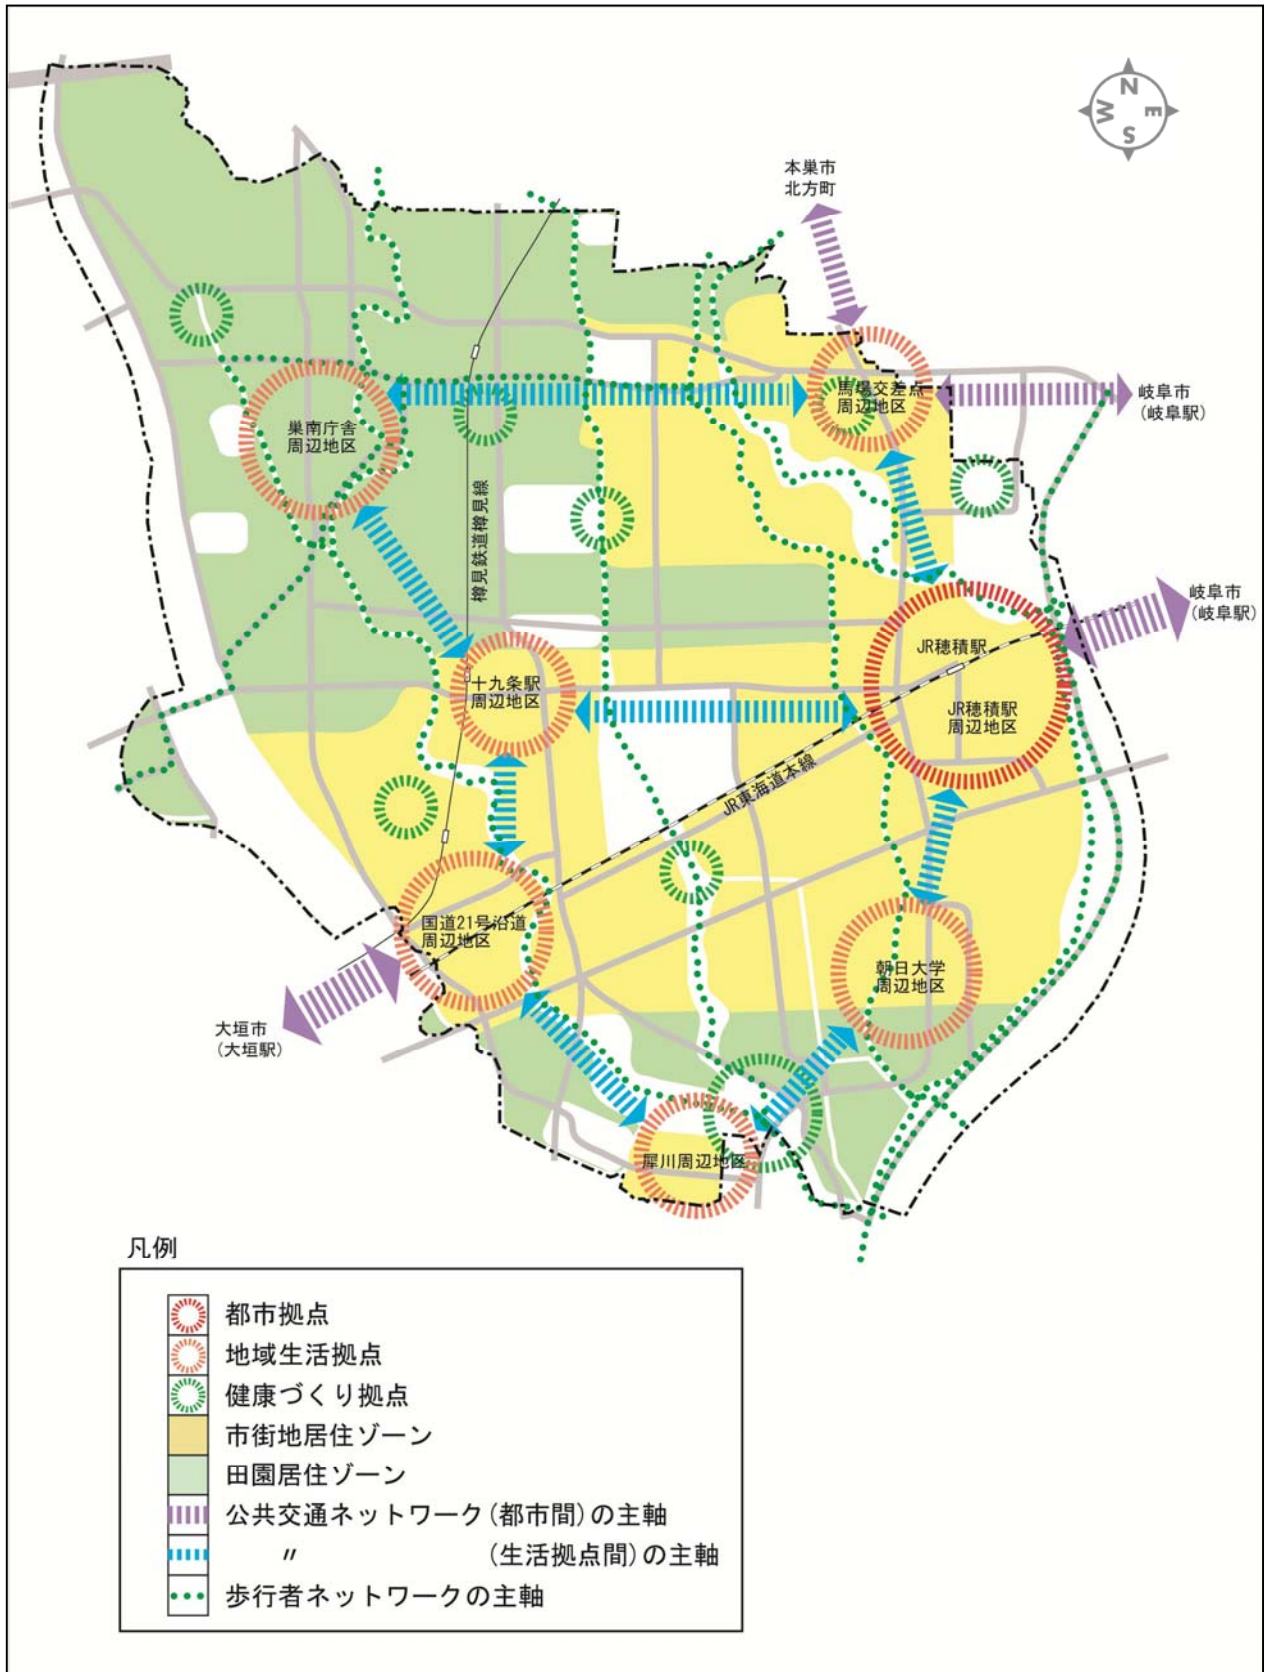 N
W
E
S
本巣市
北方町
馬場交差点
周辺地区
岐阜市
(岐阜駅)
巣南庁舎
周辺地区
樽見鉄道樽見線
岐阜市
(岐阜駅)
JR穂積駅
十九条駅
周辺地区
JR穂積駅
周辺地区
JR東海道本線
国道21号沿道
周辺地区
朝日大学
周辺地区
大垣市
(大垣駅)
犀川周辺地区
凡例
都市拠点
地域生活拠点
健康づくり拠点
市街地居住ゾーン
田園居住ゾーン
公共交通ネットワーク(都市間)の主軸
〃 (生活拠点間)の主軸
歩行者ネットワークの主軸